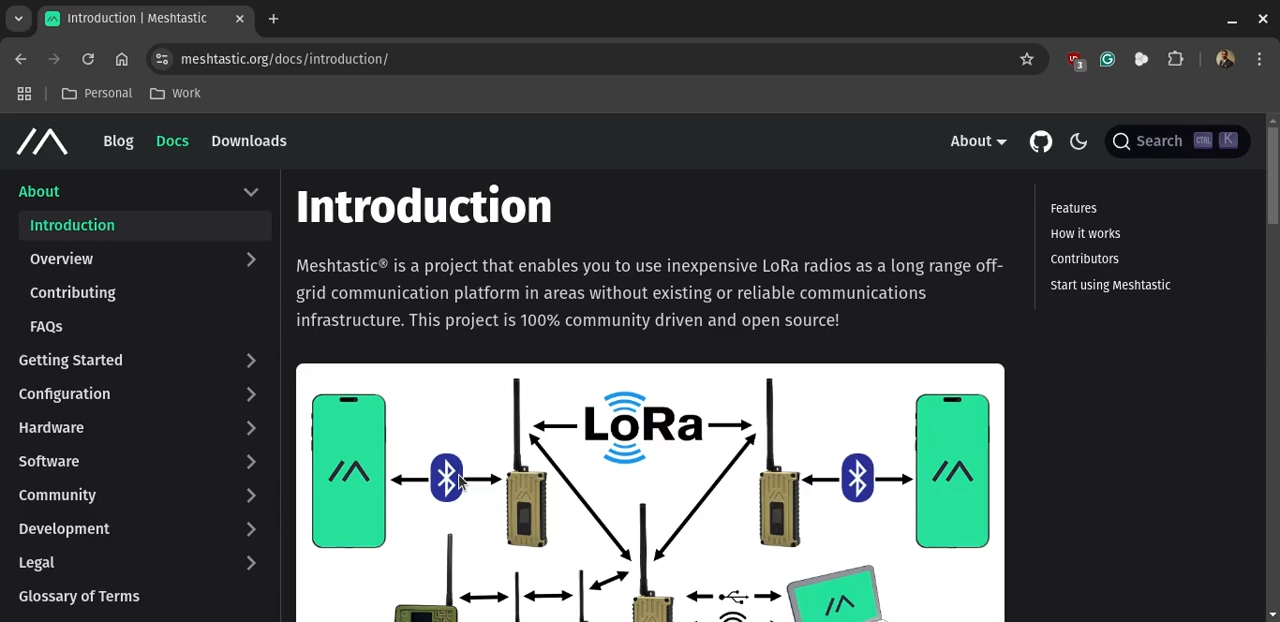 Introduction | Meshtastic
meshtastic.org/docs/introduction/
3
Personal
Work
Blog
Docs
Downloads
About
Search CTRL K
About
Introduction
Overview
Contributing
FAQs
Getting Started
Configuration
Hardware
Software
Community
Development
Legal
Glossary of Terms
Introduction
Meshtastic® is a project that enables you to use inexpensive LoRa radios as a long range off-
grid communication platform in areas without existing or reliable communications
infrastructure. This project is 100% community driven and open source!
LoRa
Features
How it works
Contributors
Start using Meshtastic